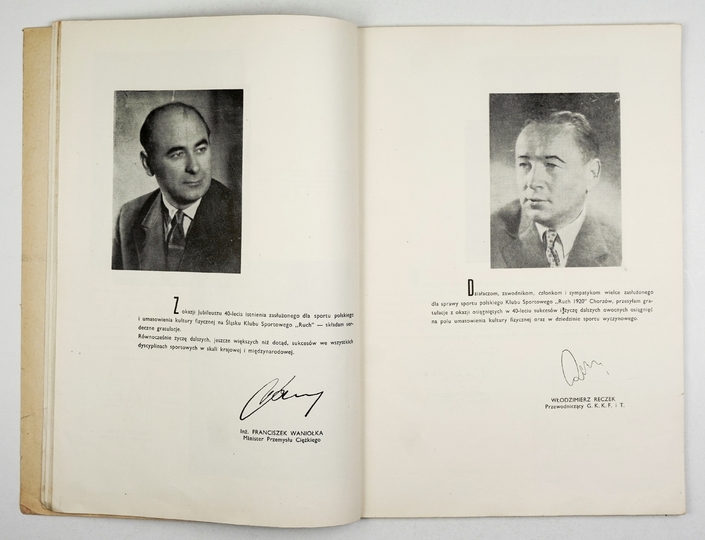 Z okazji Jubileuszu 40-lecia istnienia zasłużonego dla sportu polskiego
i umasowienia kultury fizycznej na Śląsku Klubu Sportowego „Ruch" — składam ser-
deczne gratulacje.
Równocześnie życzę dalszych, jeszcze większych niż dotąd, sukcesów we wszystkich
dyscyplinach sportowych w skali krajowej i międzynarodowej.
Inż. FRANCISZEK WANIOŁKA
Minister Przemysłu Ciężkiego
Działaczom, zawodnikom, członkom i sympatykom wielce zasłużonego
dla sprawy sportu polskiego Klubu Sportowego „Ruch 1920" Chorzów, przesyłam gra-
tulacje z okazji osiągniętych w 40-leciu sukcesów i życzę dalszych owocnych osiągnięć
na polu umasowienia kultury fizycznej oraz w dziedzinie sportu wyczynowego.
WŁODZIMIERZ RECZEK
Przewodniczący G. K. K. F. i T.